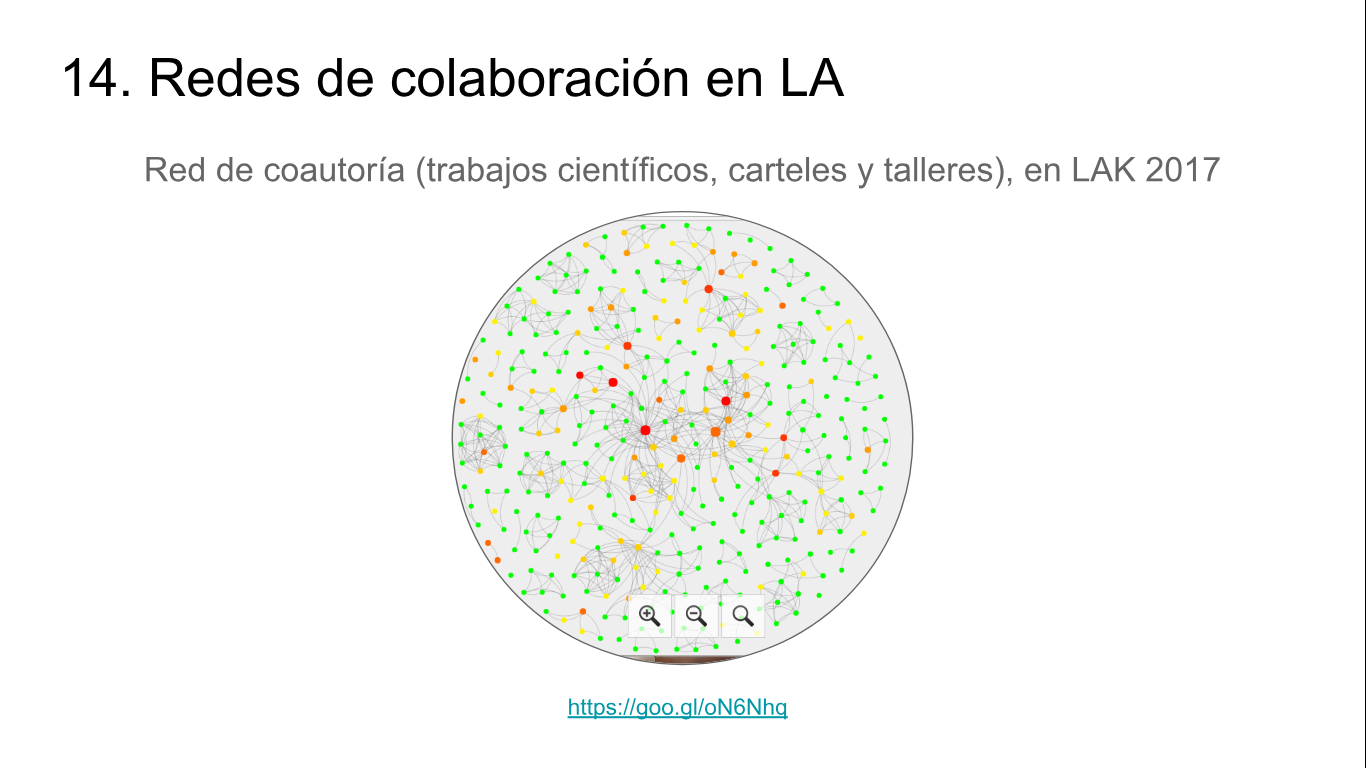 14. Redes de colaboración en LA
Red de coautoría (trabajos científicos, carteles y talleres), en LAK 2017
https://goo.gl/oN6Nhq